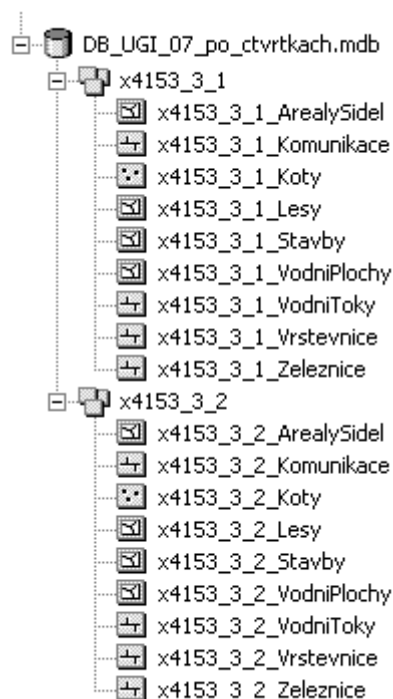 DB_UGI_07_po_ctvrtkach.mdb
x4153_3_1
x4153_3_1_ArealySidel
x4153_3_1_Komunikace
x4153_3_1_Koty
x4153_3_1_Lesy
x4153_3_1_Stavby
x4153_3_1_VodniPlochy
x4153_3_1_VodniToky
x4153_3_1_Vrstevnice
x4153_3_1_Zeleznice
x4153_3_2
x4153_3_2_ArealySidel
x4153_3_2_Komunikace
x4153_3_2_Koty
x4153_3_2_Lesy
x4153_3_2_Stavby
x4153_3_2_VodniPlochy
x4153_3_2_VodniToky
x4153_3_2_Vrstevnice
x4153_3_2_Zeleznice